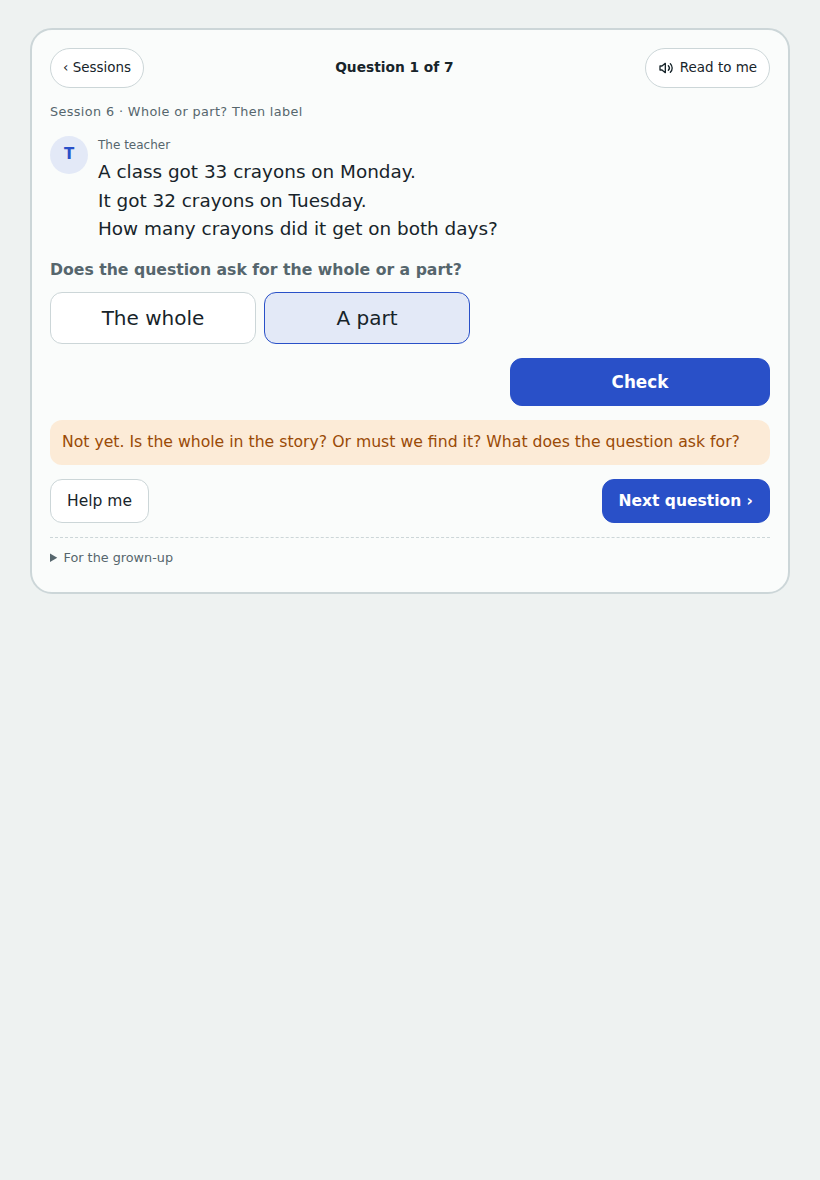 ‹ Sessions
Question 1 of 7
Read to me
Session 6 · Whole or part? Then label
T
The teacher
A class got 33 crayons on Monday.
It got 32 crayons on Tuesday.
How many crayons did it get on both days?
Does the question ask for the whole or a part?
The whole
A part
Check
Not yet. Is the whole in the story? Or must we find it? What does the question ask for?
Help me
Next question ›
For the grown-up